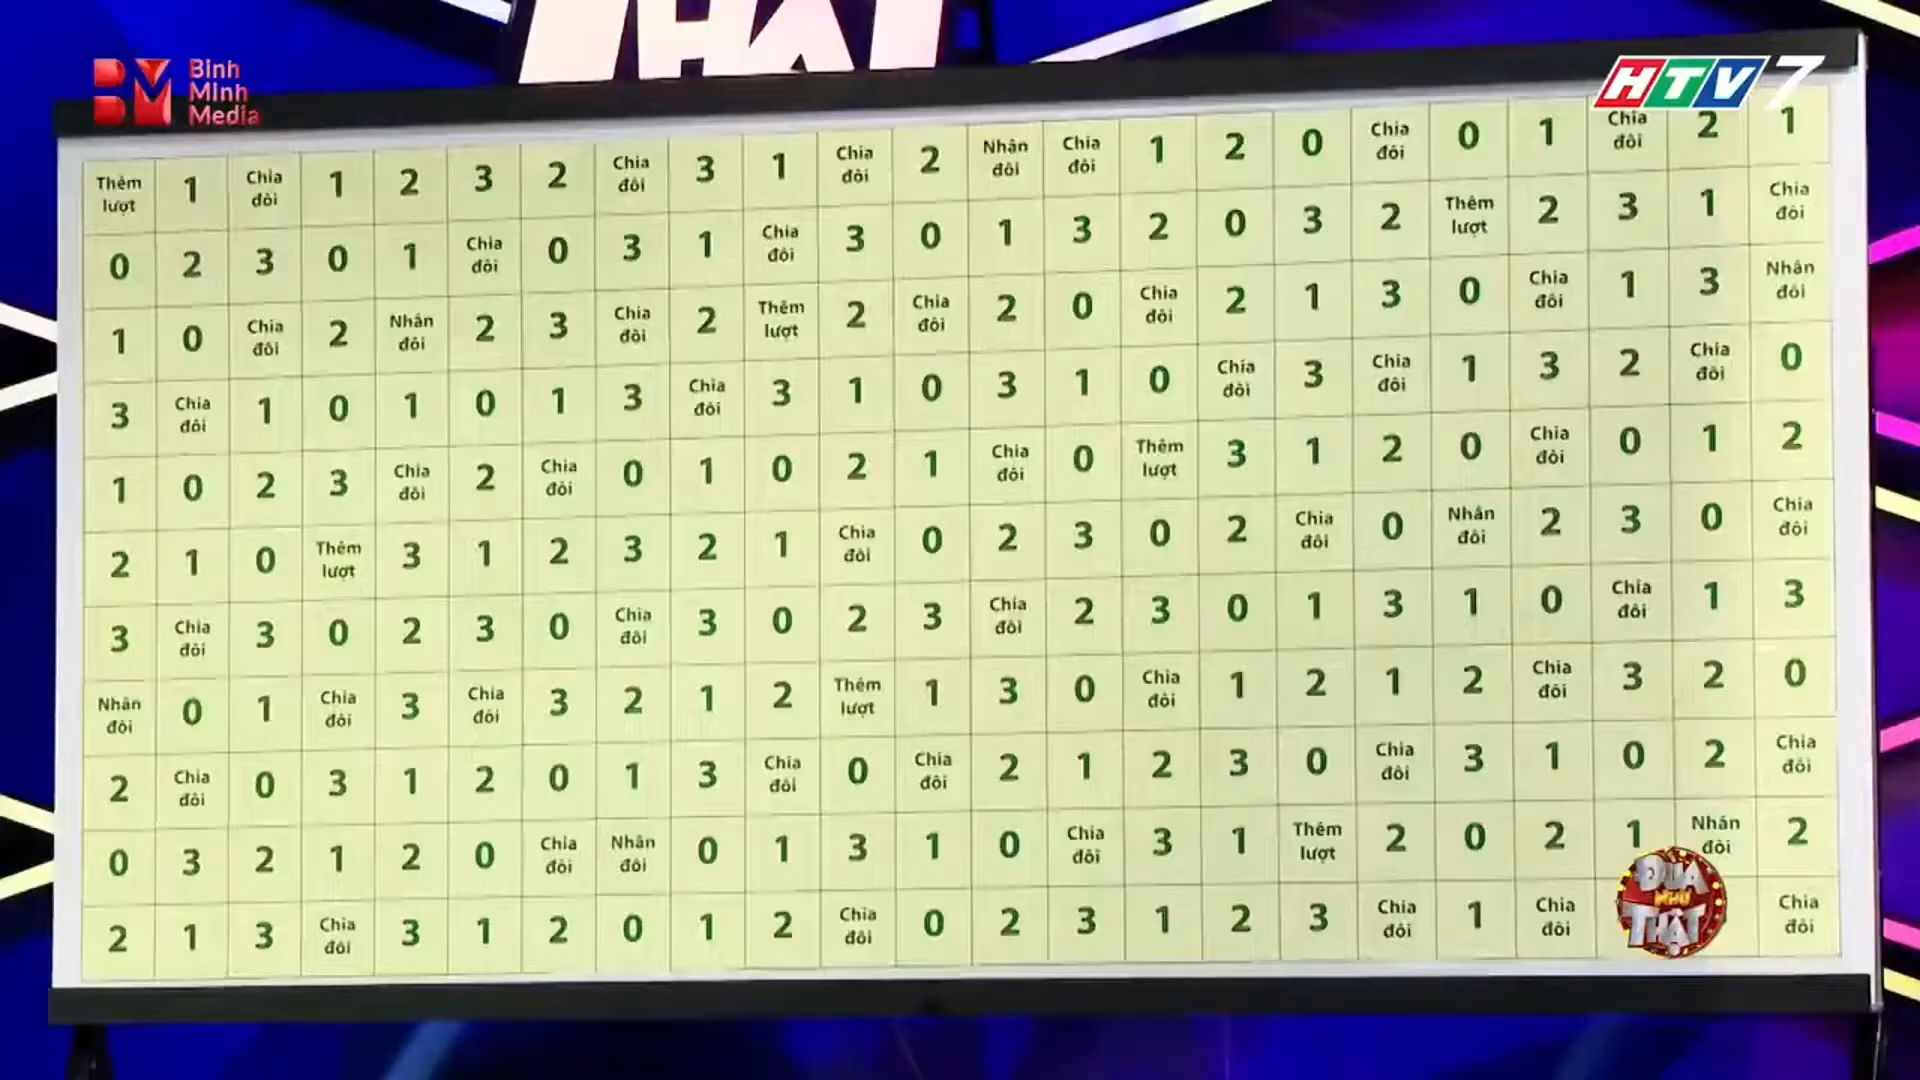 THẬT
Binh
Minh
Media
HTV7
Thêm lượt 1 Chia đôi 1 2 3 2 Chia đôi 3 1 Chia đôi 2 Nhân đôi Chia đôi 1 2 0 Chia đôi 0 1 Chia đôi 2 1
0 2 3 0 1 Chia đôi 0 3 1 Chia đôi 3 0 1 3 2 0 3 2 Thêm lượt 2 3 1 Chia đôi
1 0 Chia đôi 2 Nhân đôi 2 3 Chia đôi 2 Thêm lượt 2 Chia đôi 2 0 Chia đôi 2 1 3 0 Chia đôi 1 3 Nhân đôi
3 Chia đôi 1 0 1 0 1 3 Chia đôi 3 1 0 3 1 0 Chia đôi 3 Chia đôi 1 3 2 Chia đôi 0
1 0 2 3 Chia đôi 2 Chia đôi 0 1 0 2 1 Chia đôi 0 Thêm lượt 3 1 2 0 Chia đôi 0 1 2
2 1 0 Thêm lượt 3 1 2 3 2 1 Chia đôi 0 2 3 0 2 Chia đôi 0 Nhân đôi 2 3 0 Chia đôi
3 Chia đôi 3 0 2 3 0 Chia đôi 3 0 2 3 Chia đôi 2 3 0 1 3 1 0 Chia đôi 1 3
Nhân đôi 0 1 Chia đôi 3 Chia đôi 3 2 1 2 Thêm lượt 1 3 0 Chia đôi 1 2 1 2 Chia đôi 3 2 0
2 Chia đôi 0 3 1 2 0 1 3 Chia đôi 0 Chia đôi 2 1 2 3 0 Chia đôi 3 1 0 2 Chia đôi
0 3 2 1 2 0 Chia đôi Nhân đôi 0 1 3 1 0 Chia đôi 3 1 Thêm lượt 2 0 2 1 Nhân đôi 2
2 1 3 Chia đôi 3 1 2 0 1 2 Chia đôi 0 2 3 1 2 3 Chia đôi 1 Chia đôi Chia đôi
ĐÙA
NHƯ
THẬT